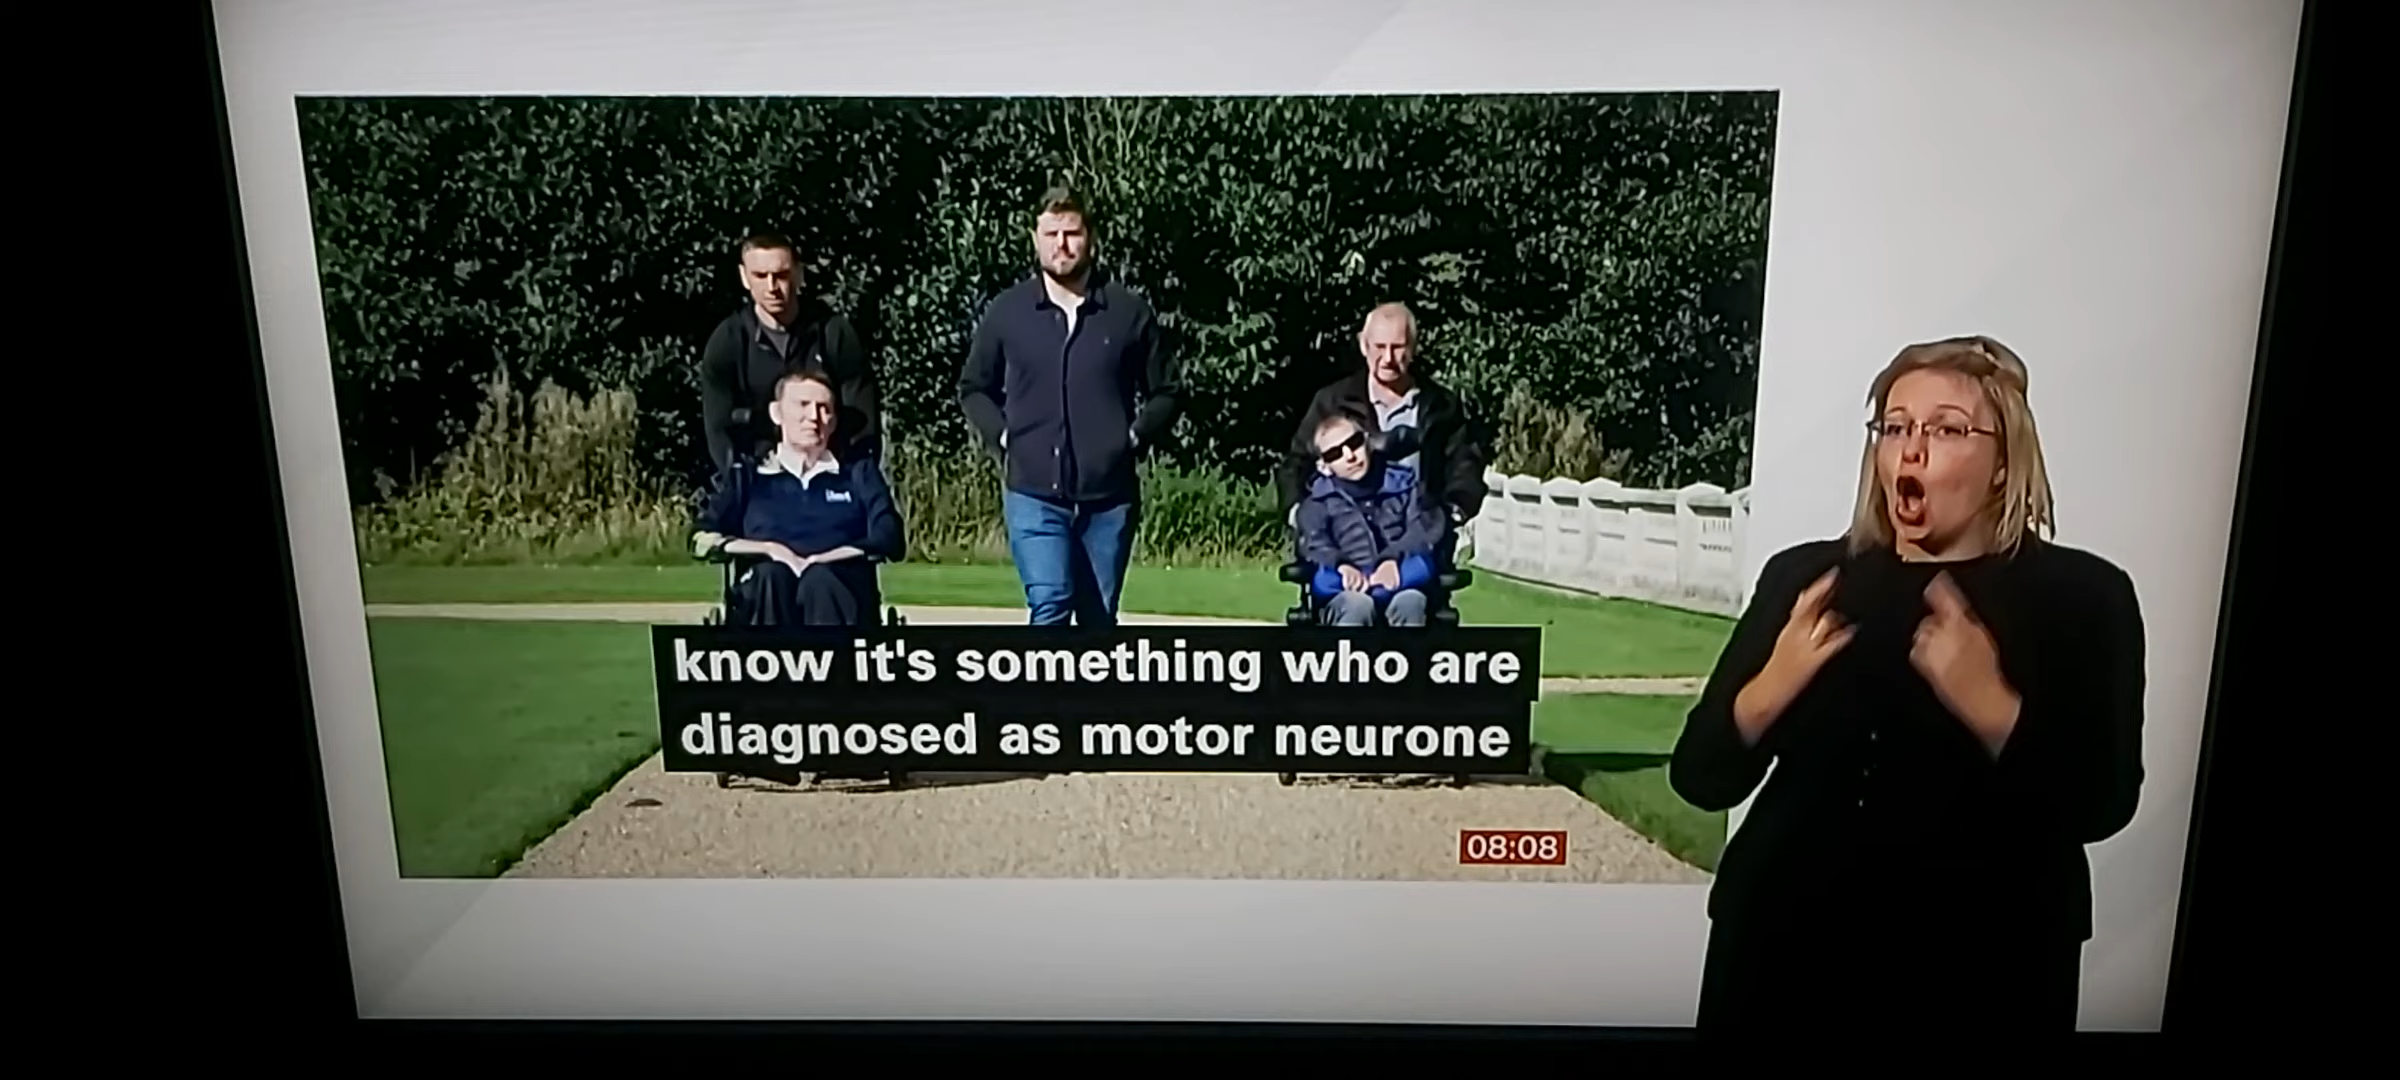 know it's something who are
diagnosed as motor neurone
08:08